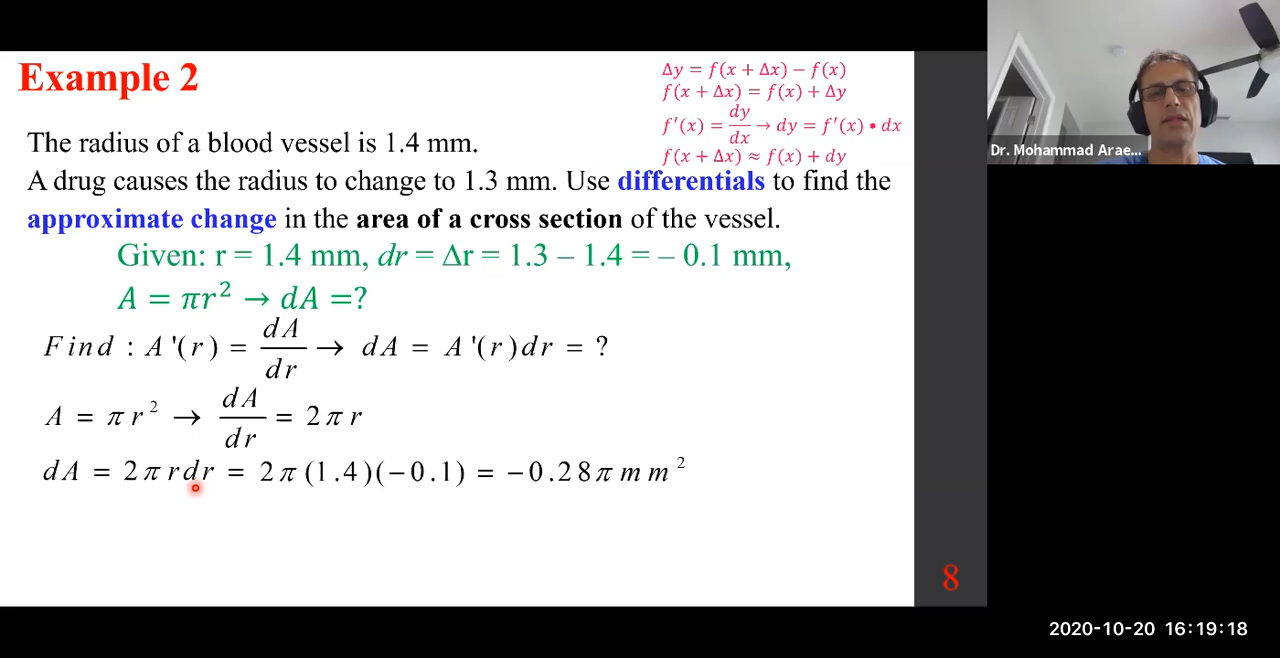 Example 2
Δy = f(x + Δx) − f(x)
f(x + Δx) = f(x) + Δy
f'(x) = dy/dx → dy = f'(x) • dx
f(x + Δx) ≈ f(x) + dy
The radius of a blood vessel is 1.4 mm.
A drug causes the radius to change to 1.3 mm. Use differentials to find the
approximate change in the area of a cross section of the vessel.
Given: r = 1.4 mm, dr = Δr = 1.3 – 1.4 = – 0.1 mm,
A = πr² → dA =?
Find : A'(r) = dA/dr → dA = A'(r)dr = ?
A = πr² → dA/dr = 2πr
dA = 2πrdr = 2π(1.4)(−0.1) = −0.28πmm²
8
Dr. Mohammad Arae...
2020-10-20 16:19:18